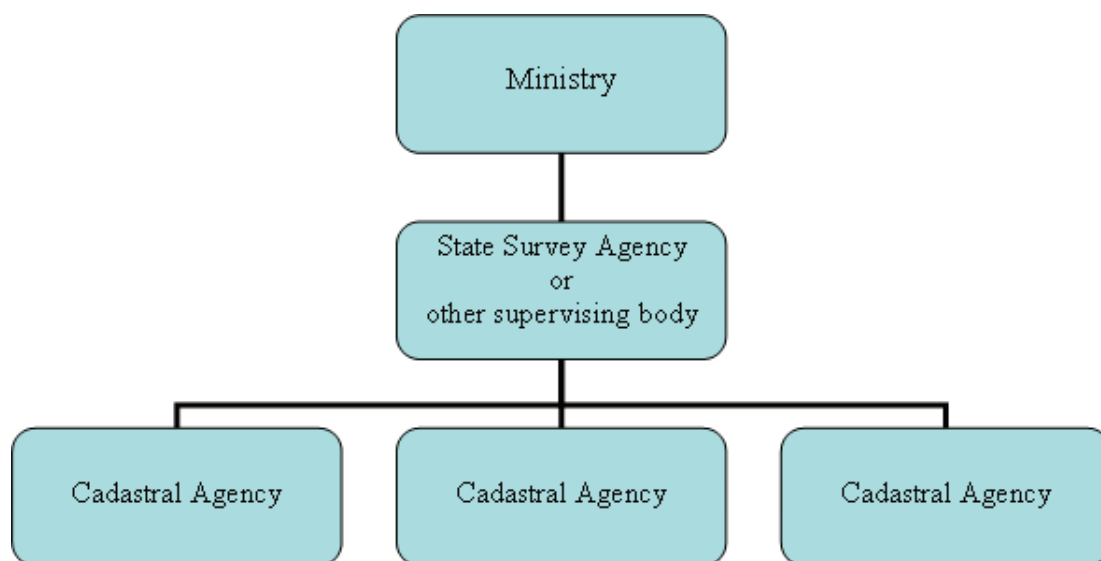 Ministry
State Survey Agency
or
other supervising body
Cadastral Agency
Cadastral Agency
Cadastral Agency